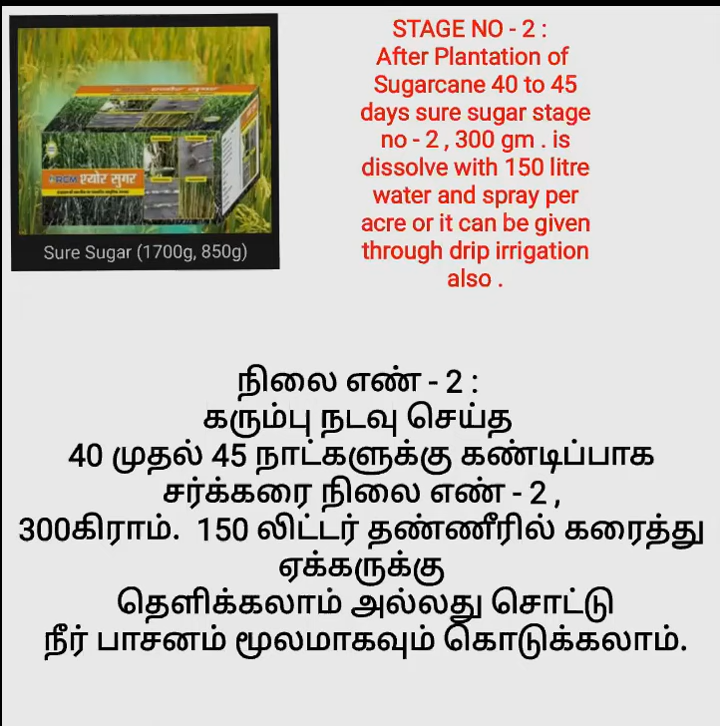 RCM एश्योर सुगर
Sure Sugar (1700g, 850g)
STAGE NO - 2 :
After Plantation of
Sugarcane 40 to 45
days sure sugar stage
no - 2 , 300 gm . is
dissolve with 150 litre
water and spray per
acre or it can be given
through drip irrigation
also .
நிலை எண் - 2 :
கரும்பு நடவு செய்த
40 முதல் 45 நாட்களுக்கு கண்டிப்பாக
சர்க்கரை நிலை எண் - 2 ,
300கிராம். 150 லிட்டர் தண்ணீரில் கரைத்து
ஏக்கருக்கு
தெளிக்கலாம் அல்லது சொட்டு
நீர் பாசனம் மூலமாகவும் கொடுக்கலாம்.